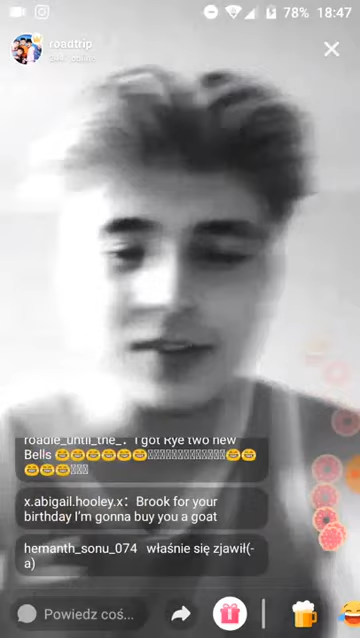 78% 18:47
roadtrip
online
roadie_until_the_: I got Rye two new
Bells
x.abigail.hooley.x: Brook for your
birthday I'm gonna buy you a goat
hemanth_sonu_074 właśnie się zjawił(-
a)
Powiedz coś...